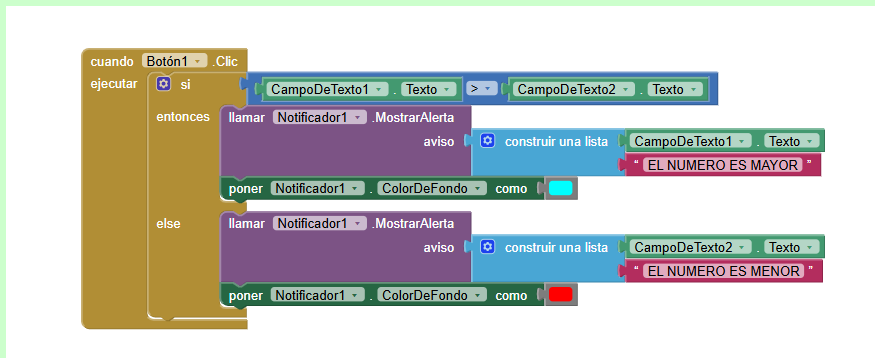 cuando Botón1 .Clic
ejecutar si CampoDeTexto1 . Texto > CampoDeTexto2 . Texto
entonces llamar Notificador1 .MostrarAlerta
aviso construir una lista CampoDeTexto1 . Texto
“ EL NUMERO ES MAYOR ”
poner Notificador1 . ColorDeFondo como
else llamar Notificador1 .MostrarAlerta
aviso construir una lista CampoDeTexto2 . Texto
“ EL NUMERO ES MENOR ”
poner Notificador1 . ColorDeFondo como